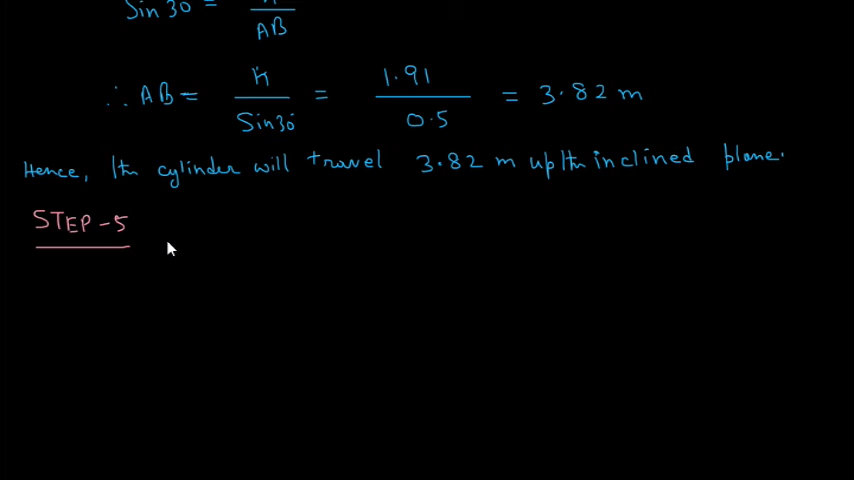 Sin 30 =
AB
∴ AB = h / Sin30 = 1.91 / 0.5 = 3.82 m
Hence, the cylinder will travel 3.82 m up the inclined plane.
STEP-5